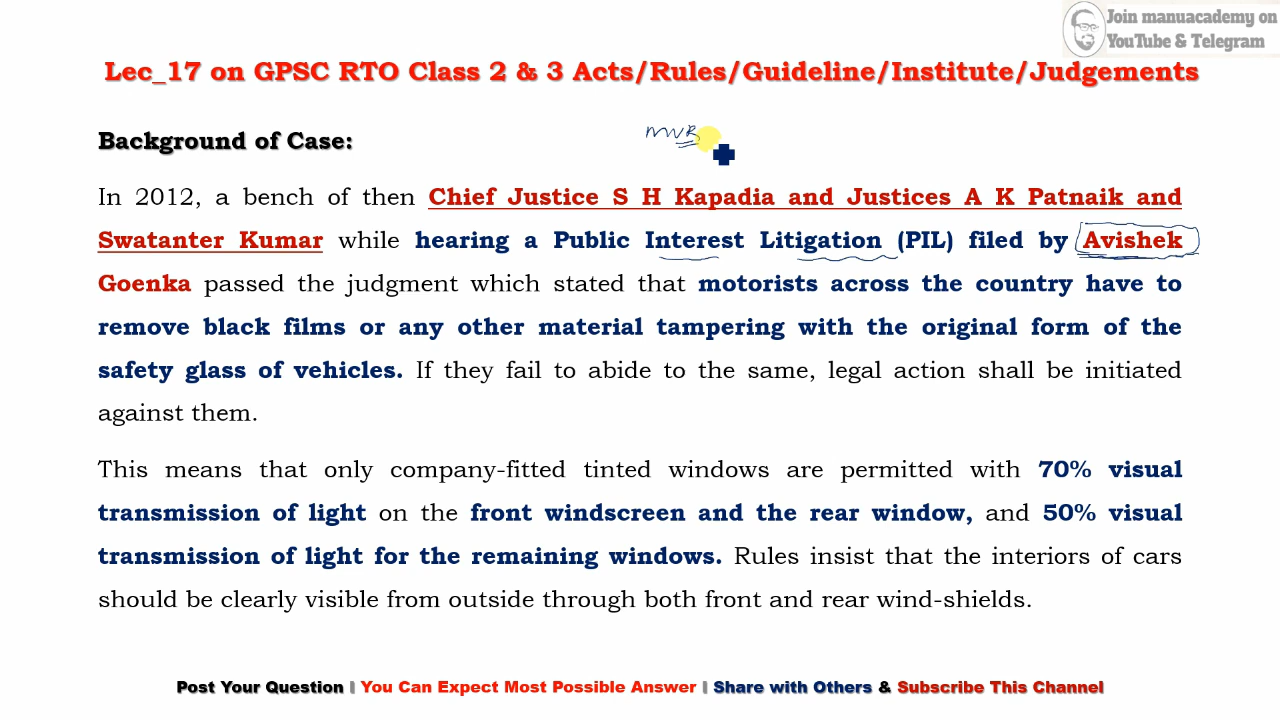 Join manuacademy on
YouTube & Telegram
Lec_17 on GPSC RTO Class 2 & 3 Acts/Rules/Guideline/Institute/Judgements
Background of Case:
MVR
In 2012, a bench of then Chief Justice S H Kapadia and Justices A K Patnaik and
Swatanter Kumar while hearing a Public Interest Litigation (PIL) filed by Avishek
Goenka passed the judgment which stated that motorists across the country have to
remove black films or any other material tampering with the original form of the
safety glass of vehicles. If they fail to abide to the same, legal action shall be initiated
against them.
This means that only company-fitted tinted windows are permitted with 70% visual
transmission of light on the front windscreen and the rear window, and 50% visual
transmission of light for the remaining windows. Rules insist that the interiors of cars
should be clearly visible from outside through both front and rear wind-shields.
Post Your Question | You Can Expect Most Possible Answer | Share with Others & Subscribe This Channel